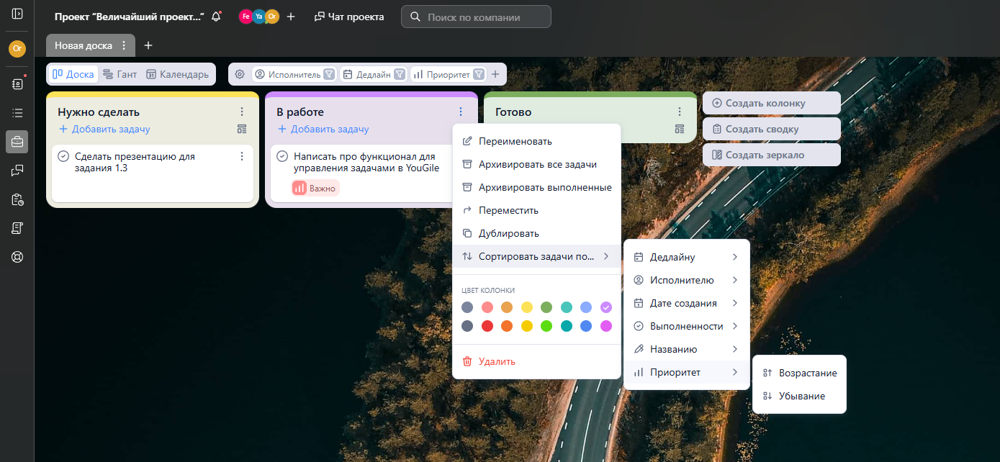 Проект “Величайший проект...”
Fe
Ya
Or
Чат проекта
Поиск по компании
Or
Новая доска
Доска
Гант
Календарь
Исполнитель
Дедлайн
Приоритет
Нужно сделать
Добавить задачу
Сделать презентацию для
задания 1.3
В работе
Добавить задачу
Написать про функционал для
управления задачами в YouGile
Важно
Готово
Создать колонку
Создать сводку
Создать зеркало
Переименовать
Архивировать все задачи
Архивировать выполненные
Переместить
Дублировать
Сортировать задачи по...
ЦВЕТ КОЛОНКИ
Удалить
Дедлайну
Исполнителю
Дате создания
Выполненности
Названию
Приоритет
Возрастание
Убывание